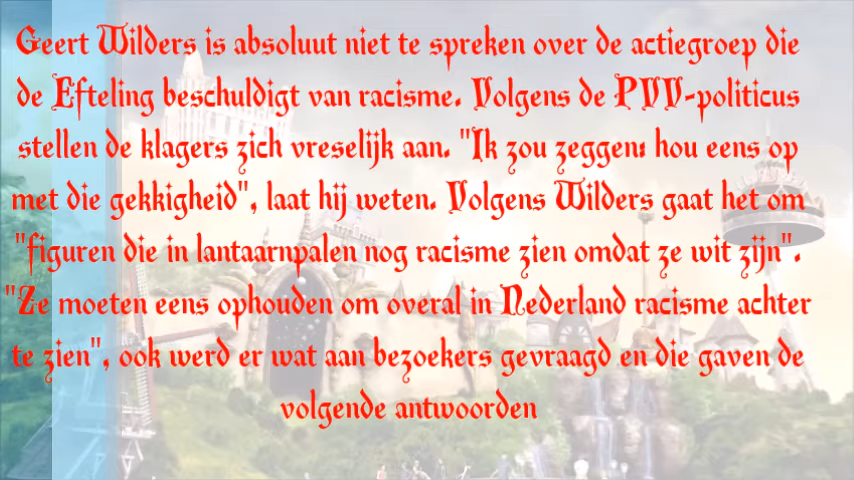 Geert Wilders is absoluut niet te spreken over de actiegroep die
de Efteling beschuldigt van racisme. Volgens de PVV-politicus
stellen de klagers zich vreselijk aan. "Ik zou zeggen: hou eens op
met die gekkigheid", laat hij weten. Volgens Wilders gaat het om
"figuren die in lantaarnpalen nog racisme zien omdat ze wit zijn".
"Ze moeten eens ophouden om overal in Nederland racisme achter
te zien", ook werd er wat aan bezoekers gevraagd en die gaven de
volgende antwoorden